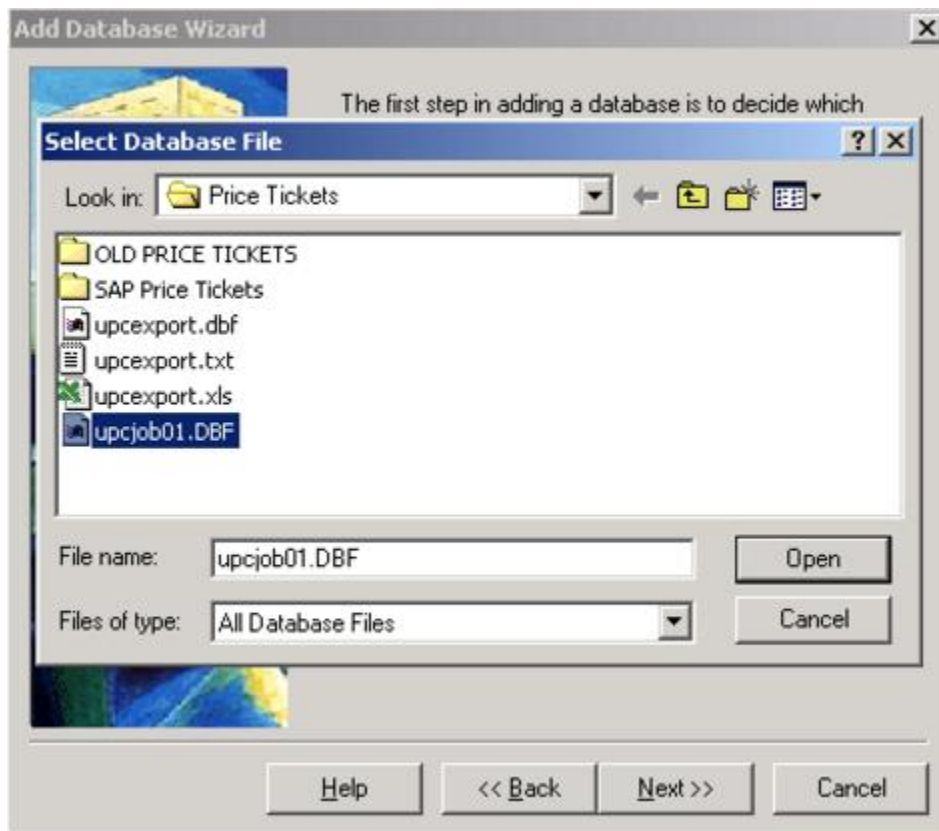 Add Database Wizard
The first step in adding a database is to decide which
Select Database File
Look in: Price Tickets
OLD PRICE TICKETS
SAP Price Tickets
upcexport.dbf
upcexport.txt
upcexport.xls
upcjob01.DBF
File name: upcjob01.DBF Open
Files of type: All Database Files Cancel
Help << Back Next >> Cancel